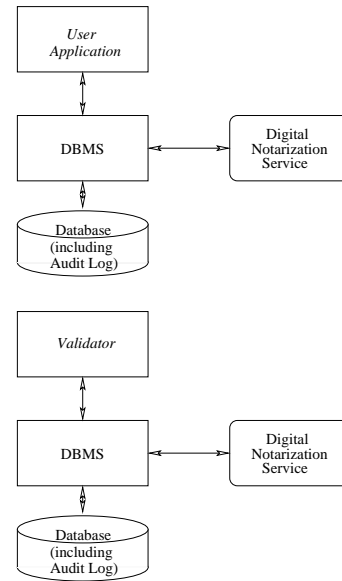 User
Application
DBMS
Digital
Notarization
Service
Database
(including
Audit Log)
Validator
DBMS
Digital
Notarization
Service
Database
(including
Audit Log)